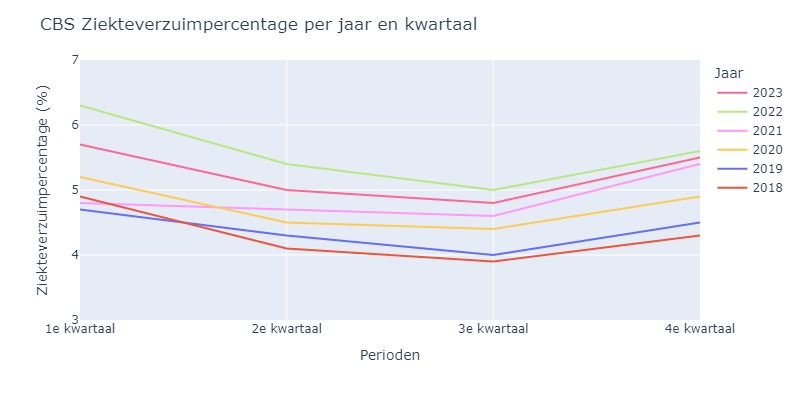 CBS Ziekteverzuimpercentage per jaar en kwartaal
Ziekteverzuimpercentage (%)
7
6
5
4
3
1e kwartaal
2e kwartaal
3e kwartaal
4e kwartaal
Perioden
Jaar
2023
2022
2021
2020
2019
2018